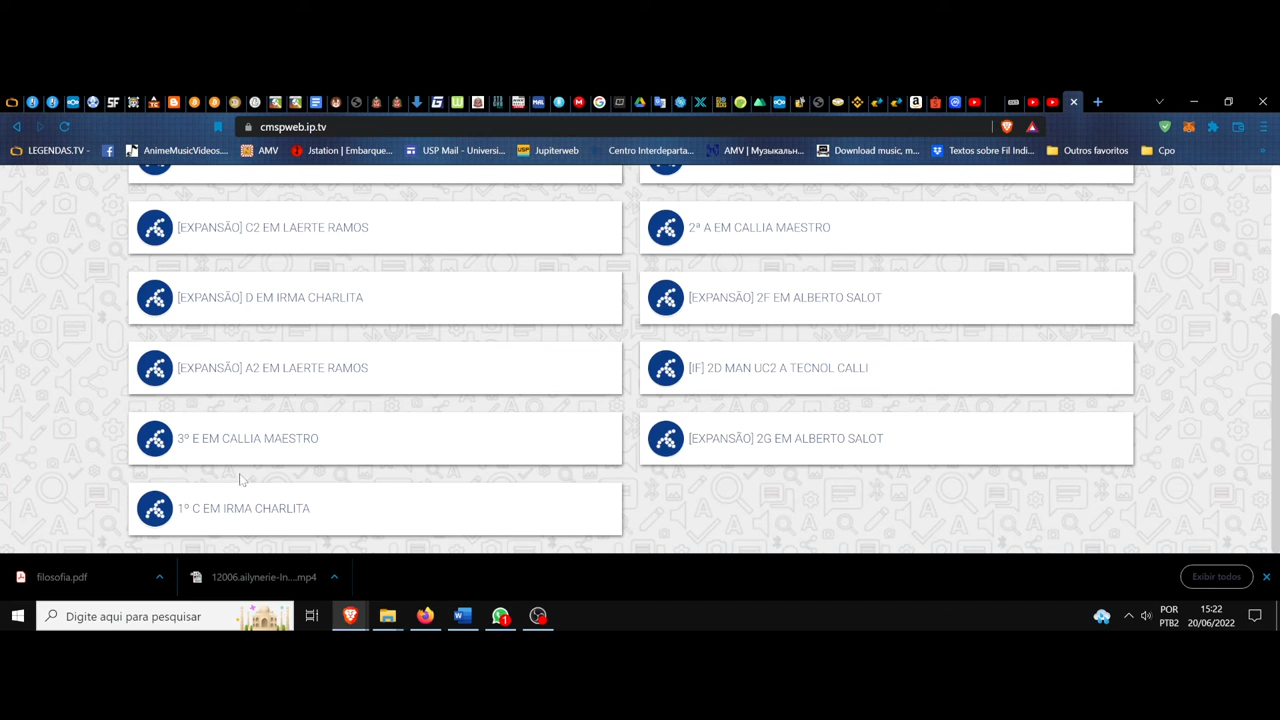 cmspweb.ip.tv
LEGENDAS.TV -
AnimeMusicVideos...
AMV
Jstation | Embarque...
USP Mail - Universi...
Jupiterweb
Centro Interdeparta...
AMV | Музыкальн...
Download music, m...
Textos sobre Fil Indi...
Outros favoritos
Cpo
[EXPANSÃO] C2 EM LAERTE RAMOS
2ª A EM CALLIA MAESTRO
[EXPANSÃO] D EM IRMA CHARLITA
[EXPANSÃO] 2F EM ALBERTO SALOT
[EXPANSÃO] A2 EM LAERTE RAMOS
[IF] 2D MAN UC2 A TECNOL CALLI
3º E EM CALLIA MAESTRO
[EXPANSÃO] 2G EM ALBERTO SALOT
1º C EM IRMA CHARLITA
filosofia.pdf
12006.ailynerie-In....mp4
Exibir todos
Digite aqui para pesquisar
1
POR
PTB2
15:22
20/06/2022